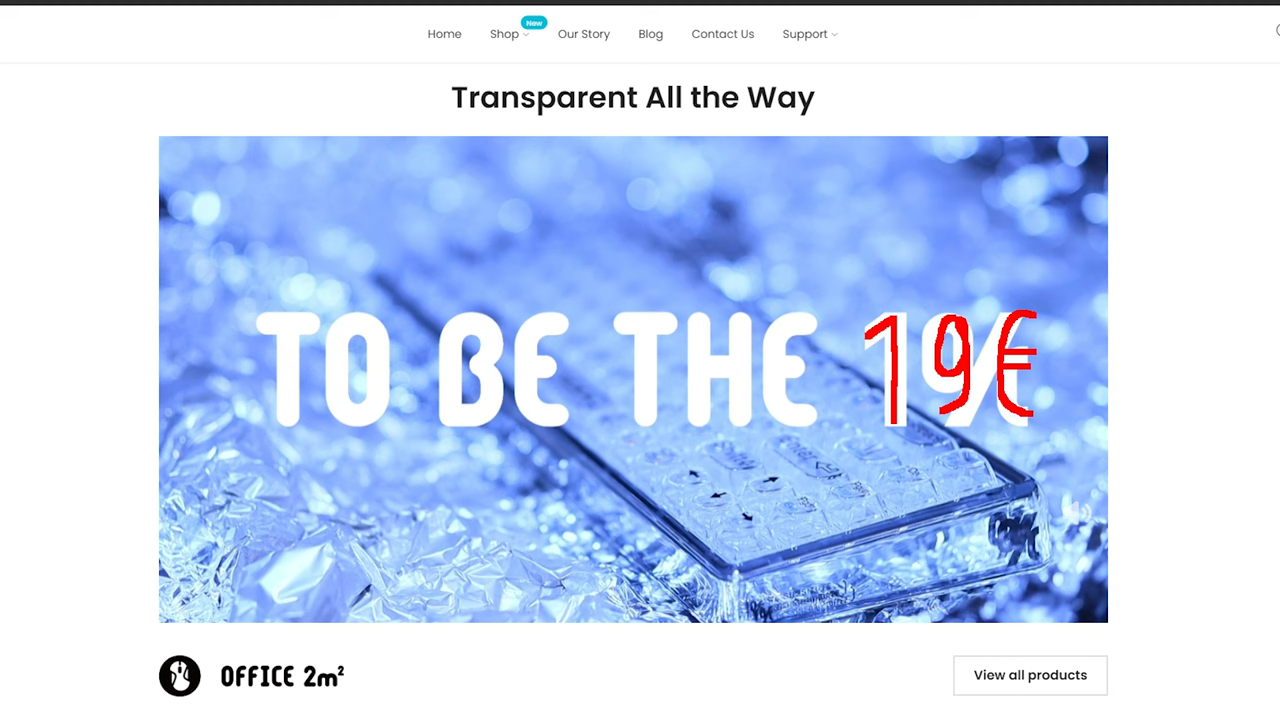 New
Home Shop Our Story Blog Contact Us Support
Transparent All the Way
TO BE THE 19€
OFFICE 2m²
View all products